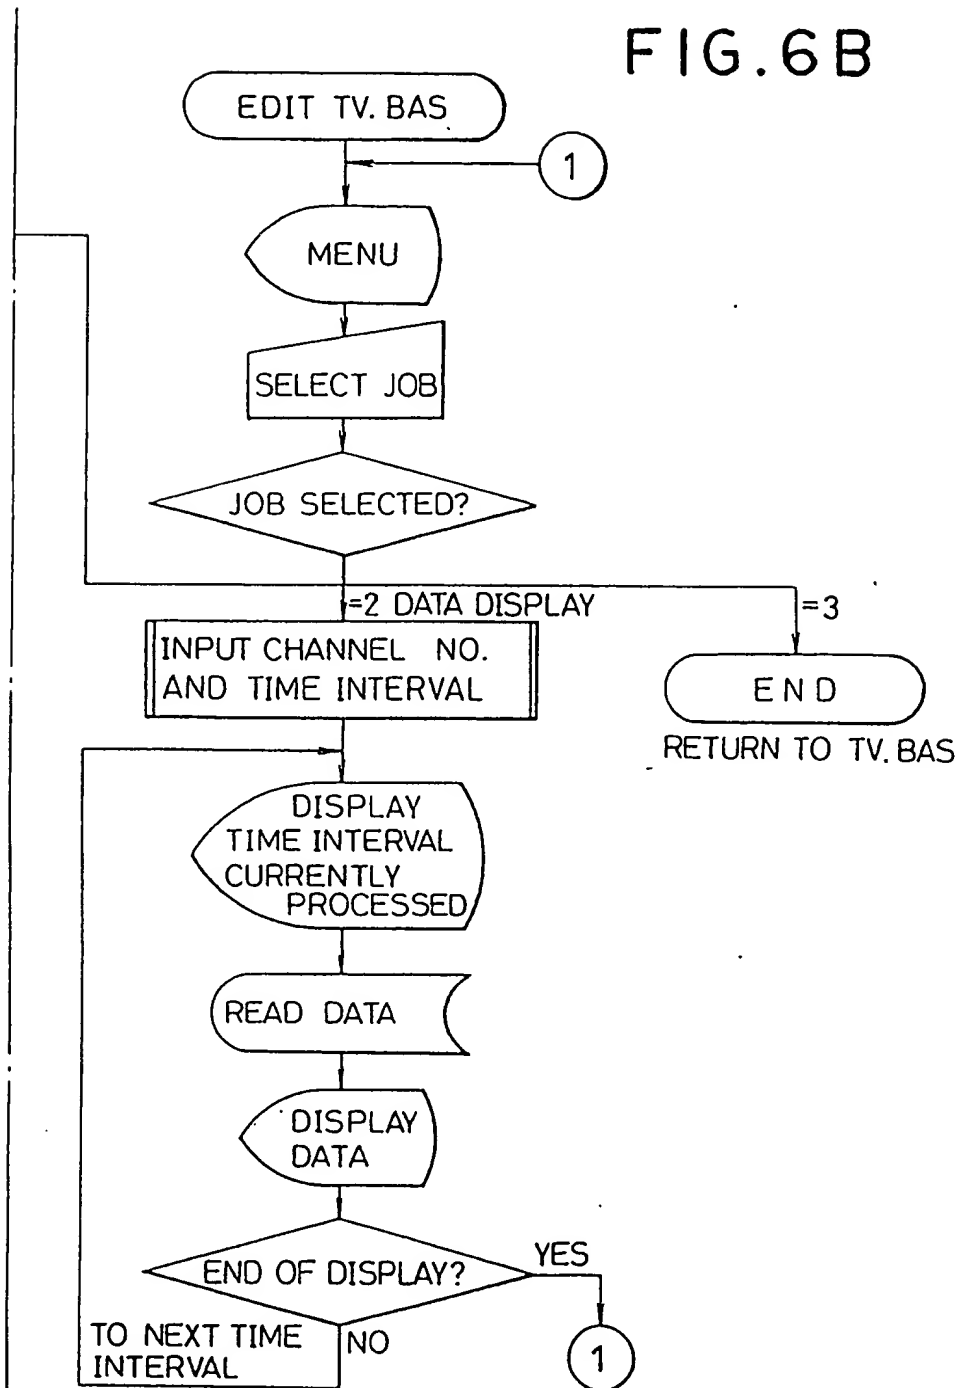 FIG.6B
EDIT TV.BAS
1
MENU
SELECT JOB
JOB SELECTED?
=2 DATA DISPLAY
=3
INPUT CHANNEL NO.
AND TIME INTERVAL
END
RETURN TO TV.BAS
DISPLAY
TIME INTERVAL
CURRENTLY
PROCESSED
READ DATA
DISPLAY
DATA
END OF DISPLAY?
YES
TO NEXT TIME
INTERVAL
NO
1